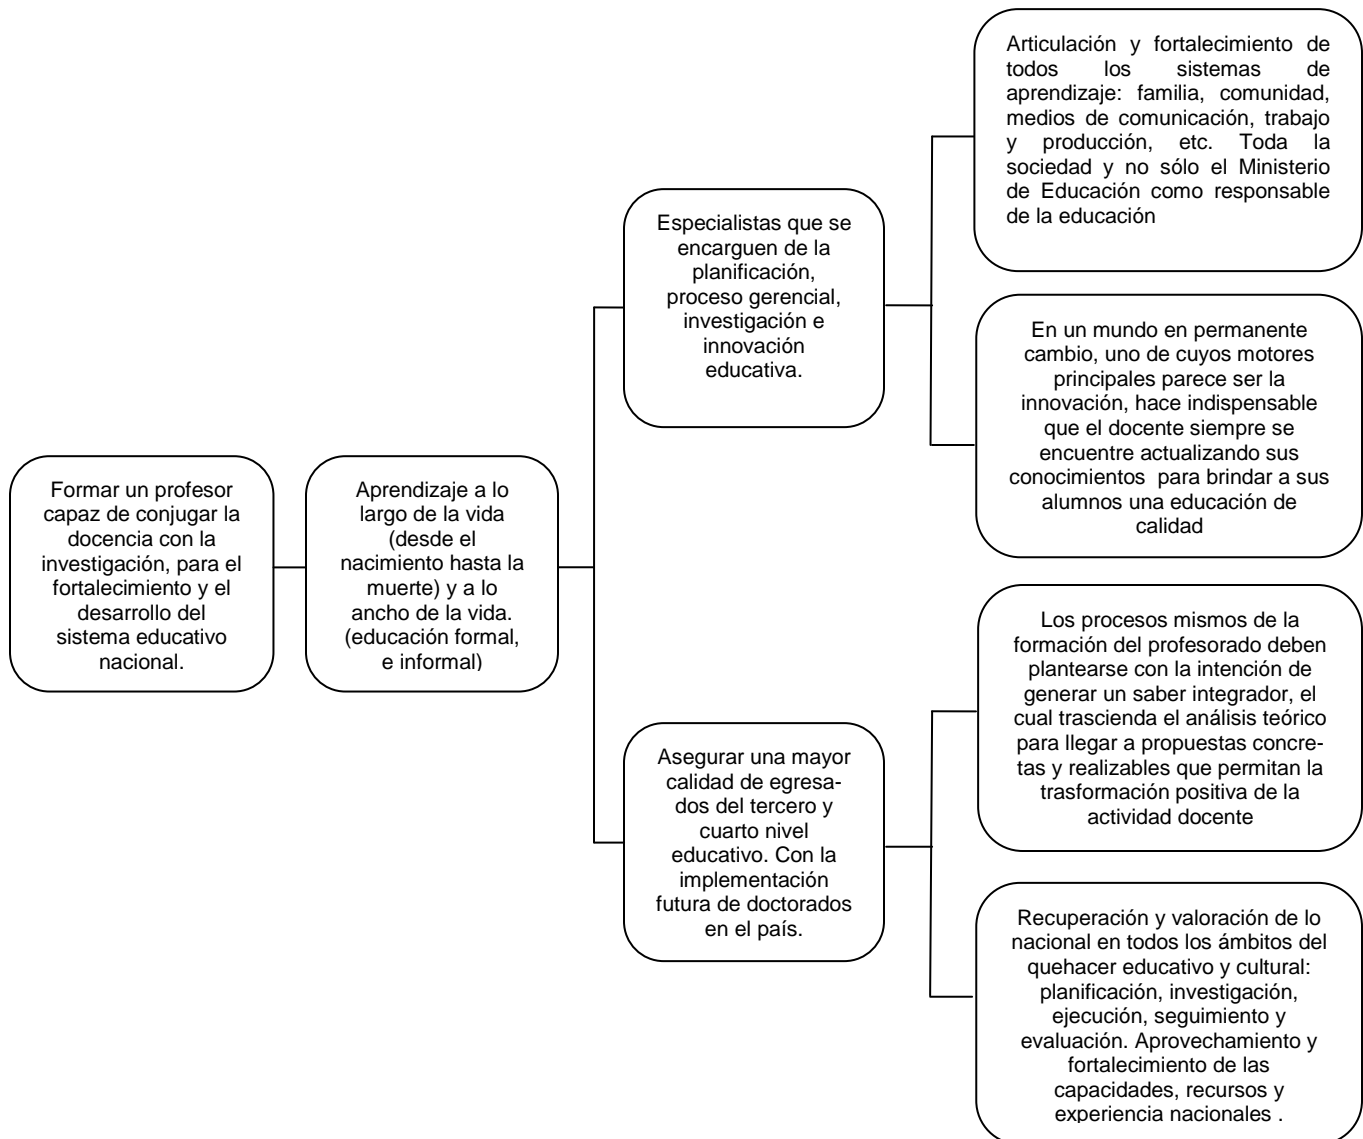 Formar un profesor
capaz de conjugar la
docencia con la
investigación, para el
fortalecimiento y el
desarrollo del
sistema educativo
nacional.
Aprendizaje a lo
largo de la vida
(desde el
nacimiento hasta la
muerte) y a lo
ancho de la vida.
(educación formal,
e informal)
Especialistas que se
encarguen de la
planificación,
proceso gerencial,
investigación e
innovación
educativa.
Articulación y fortalecimiento de
todos los sistemas de
aprendizaje: familia, comunidad,
medios de comunicación, trabajo
y producción, etc. Toda la
sociedad y no sólo el Ministerio
de Educación como responsable
de la educación
En un mundo en permanente
cambio, uno de cuyos motores
principales parece ser la
innovación, hace indispensable
que el docente siempre se
encuentre actualizando sus
conocimientos para brindar a sus
alumnos una educación de
calidad
Asegurar una mayor
calidad de egresa-
dos del tercero y
cuarto nivel
educativo. Con la
implementación
futura de doctorados
en el país.
Los procesos mismos de la
formación del profesorado deben
plantearse con la intención de
generar un saber integrador, el
cual trascienda el análisis teórico
para llegar a propuestas concre-
tas y realizables que permitan la
trasformación positiva de la
actividad docente
Recuperación y valoración de lo
nacional en todos los ámbitos del
quehacer educativo y cultural:
planificación, investigación,
ejecución, seguimiento y
evaluación. Aprovechamiento y
fortalecimiento de las
capacidades, recursos y
experiencia nacionales .